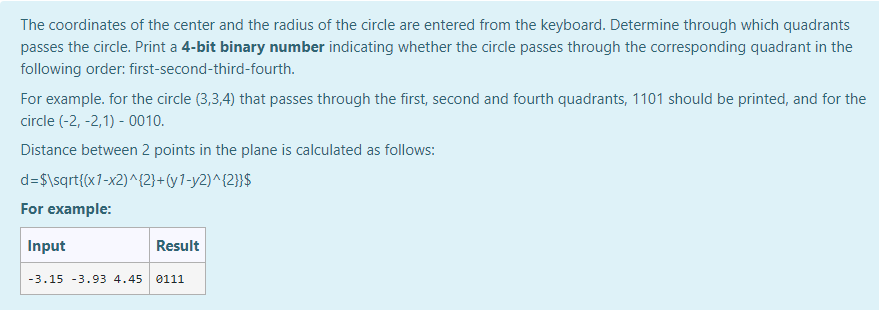 The coordinates of the center and the radius of the circle are entered from the keyboard. Determine through which quadrants
passes the circle. Print a 4-bit binary number indicating whether the circle passes through the corresponding quadrant in the
following order: first-second-third-fourth.
For example. for the circle (3,3,4) that passes through the first, second and fourth quadrants, 1101 should be printed, and for the
circle (-2, -2,1) - 0010.
Distance between 2 points in the plane is calculated as follows:
d=$\sqrt{(x1-x2)^{2}+(y1-y2)^{2}}$
For example:
Input Result
-3.15 -3.93 4.45 0111